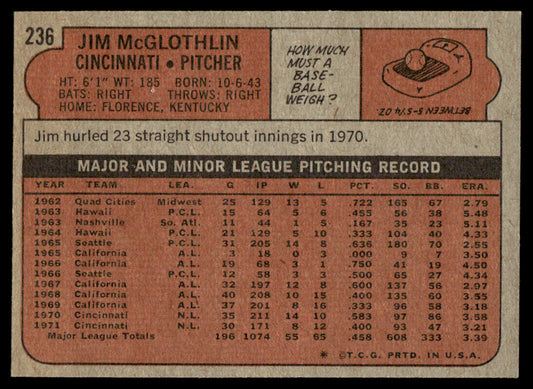 236
JIM McGLOTHLIN
CINCINNATI • PITCHER
HT: 6'1" WT: 185 BORN: 10-6-43
BATS: RIGHT THROWS: RIGHT
HOME: FLORENCE, KENTUCKY
HOW MUCH
MUST A
BASE-
BALL
WEIGH?
BETWEEN 5-5 1/4 OZ
Jim hurled 23 straight shutout innings in 1970.
MAJOR AND MINOR LEAGUE PITCHING RECORD
YEAR TEAM LEA. G IP W L PCT. SO. BB. ERA.
1962 Quad Cities Midwest 25 129 13 5 .722 165 67 2.79
1963 Hawaii P.C.L. 15 64 5 6 .455 56 38 5.48
1963 Nashville So. Atl. 11 44 1 5 .167 35 23 5.11
1964 Hawaii P.C.L. 21 129 5 10 .333 104 40 4.33
1965 Seattle P.C.L. 31 205 14 8 .636 180 70 2.55
1965 California A.L. 3 18 0 3 .000 9 7 3.50
1966 California A.L. 19 68 3 1 .750 41 19 4.50
1966 Seattle P.C.L. 12 58 3 3 .500 65 27 4.34
1967 California A.L. 32 197 12 8 .600 137 56 2.97
1968 California A.L. 40 208 10 15 .400 135 60 3.55
1969 California A.L. 37 201 8 16 .333 96 58 3.18
1970 Cincinnati N.L. 35 211 14 10 .583 97 86 3.58
1971 Cincinnati N.L. 30 171 8 12 .400 93 47 3.21
Major League Totals 196 1074 55 65 .458 608 333 3.39
* © T.C.G. PRTD. IN U.S.A.